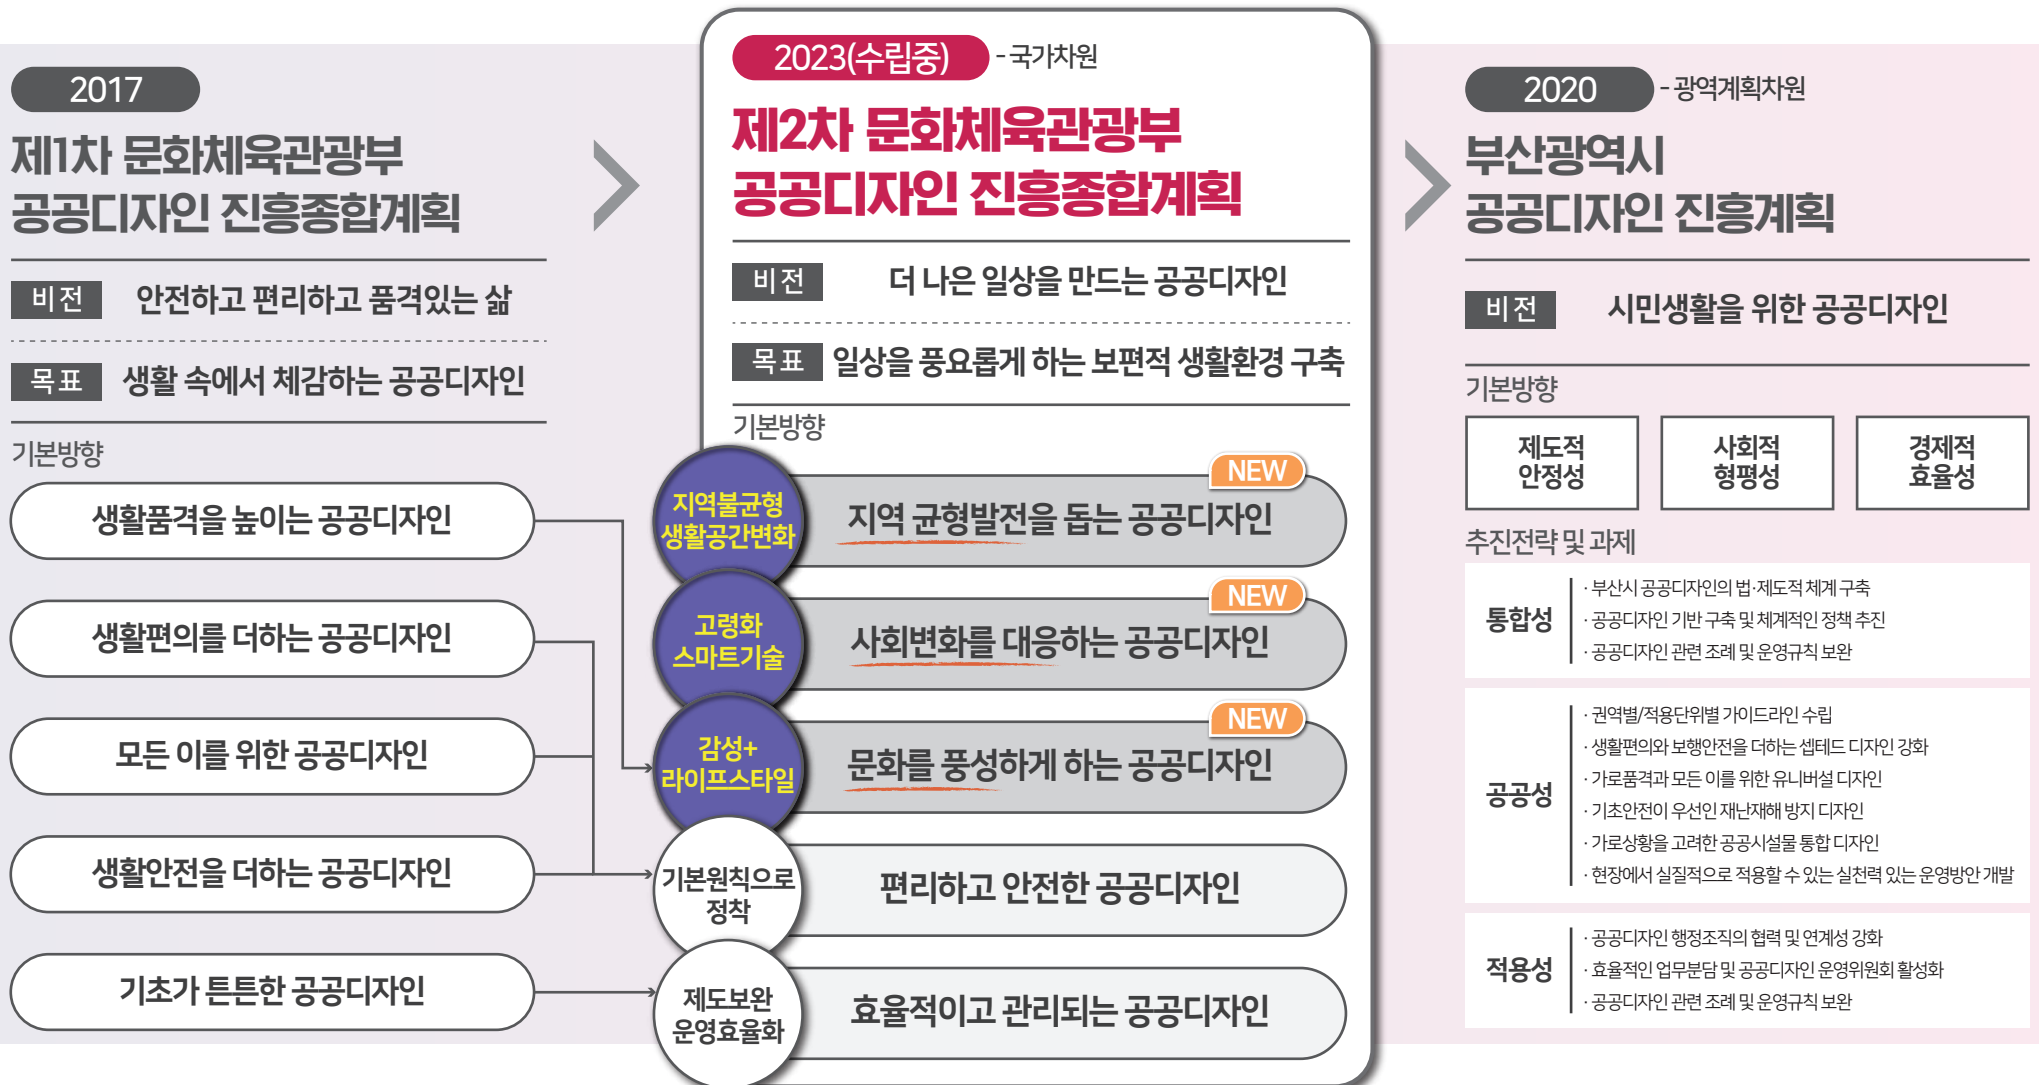 2017
제1차 문화체육관광부
공공디자인 진흥종합계획
비전 안전하고 편리하고 품격있는 삶
목표 생활 속에서 체감하는 공공디자인
기본방향
생활품격을 높이는 공공디자인
생활편의를 더하는 공공디자인
모든 이를 위한 공공디자인
생활안전을 더하는 공공디자인
기초가 튼튼한 공공디자인
2023(수립중) - 국가차원
제2차 문화체육관광부
공공디자인 진흥종합계획
비전 더 나은 일상을 만드는 공공디자인
목표 일상을 풍요롭게 하는 보편적 생활환경 구축
기본방향
지역불균형
생활공간변화
NEW
지역 균형발전을 돕는 공공디자인
고령화
스마트기술
NEW
사회변화를 대응하는 공공디자인
감성+
라이프스타일
NEW
문화를 풍성하게 하는 공공디자인
기본원칙으로
정착
편리하고 안전한 공공디자인
제도보완
운영효율화
효율적이고 관리되는 공공디자인
2020 - 광역계획차원
부산광역시
공공디자인 진흥계획
비전 시민생활을 위한 공공디자인
기본방향
제도적
안정성
사회적
형평성
경제적
효율성
추진전략 및 과제
통합성
· 부산시 공공디자인의 법·제도적 체계 구축
· 공공디자인 기반 구축 및 체계적인 정책 추진
· 공공디자인 관련 조례 및 운영규칙 보완
공공성
· 권역별/적용단위별 가이드라인 수립
· 생활편의와 보행안전을 더하는 셉테드 디자인 강화
· 가로품격과 모든 이를 위한 유니버설 디자인
· 기초안전이 우선인 재난재해 방지 디자인
· 가로상황을 고려한 공공시설물 통합 디자인
· 현장에서 실질적으로 적용할 수 있는 실천력 있는 운영방안 개발
적용성
· 공공디자인 행정조직의 협력 및 연계성 강화
· 효율적인 업무분담 및 공공디자인 운영위원회 활성화
· 공공디자인 관련 조례 및 운영규칙 보완